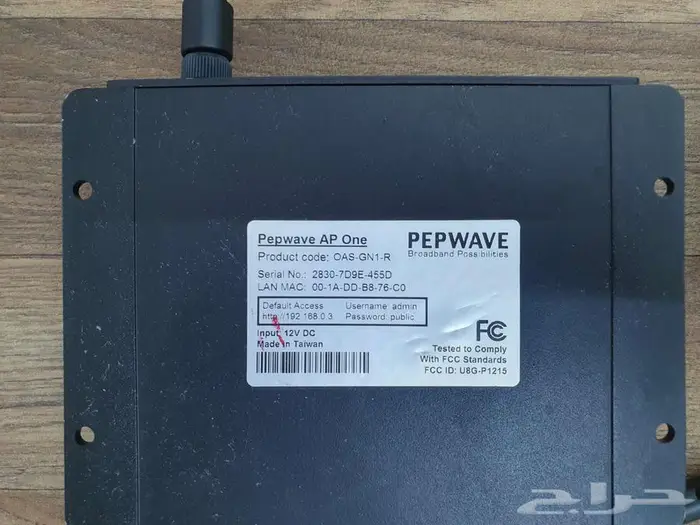 Pepwave AP One
PEPWAVE
Broadband Possibilities
Product code: OAS-GN1-R
Serial No.: 2830-7D9E-455D
LAN MAC: 00-1A-DD-B8-76-C0
Default Access Username: admin
http://192.168.0.3 Password: public
Input: 12V DC
Made in Taiwan
FC
Tested to Comply
With FCC Standards
FCC ID: U8G-P1215
حراج